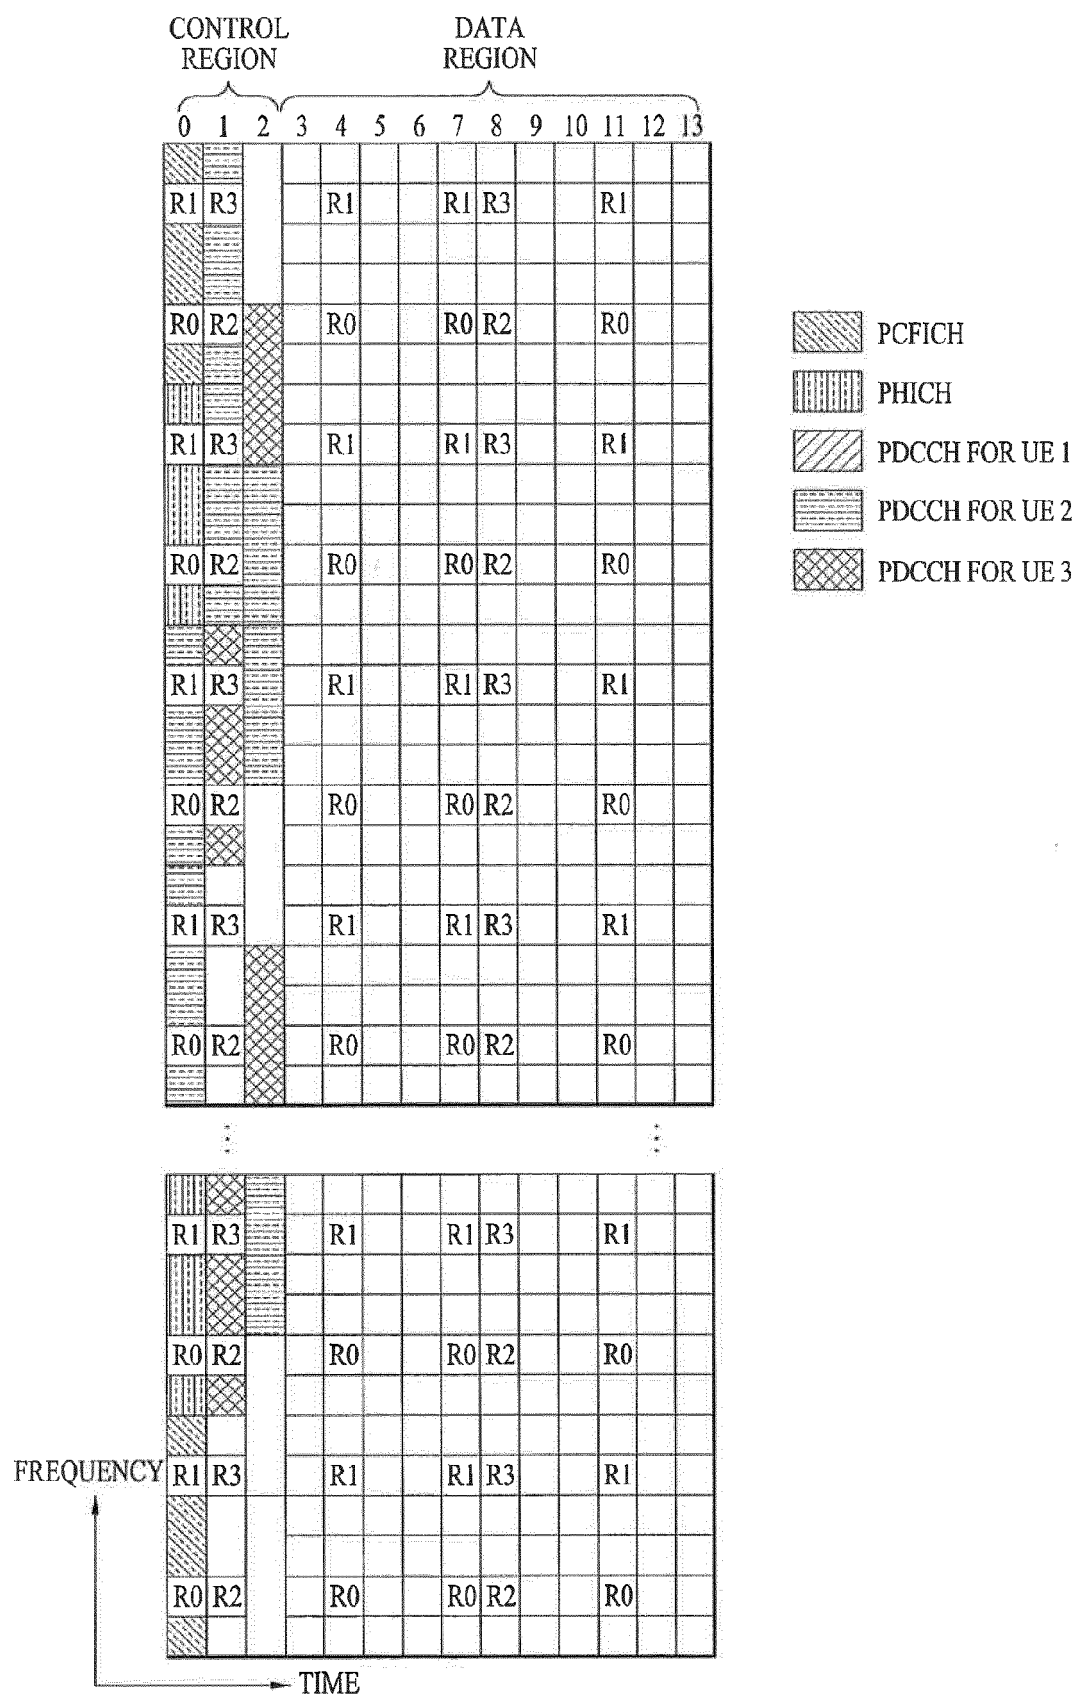 CONTROL REGION
DATA REGION
0 1 2 3 4 5 6 7 8 9 10 11 12 13
R1 R3 R1 R1 R3 R1
R0 R2 R0 R0 R2 R0
R1 R3 R1 R1 R3 R1
R0 R2 R0 R0 R2 R0
R1 R3 R1 R1 R3 R1
R0 R2 R0 R0 R2 R0
R1 R3 R1 R1 R3 R1
R0 R2 R0 R0 R2 R0
PCFICH
PHICH
PDCCH FOR UE 1
PDCCH FOR UE 2
PDCCH FOR UE 3
R1 R3 R1 R1 R3 R1
R0 R2 R0 R0 R2 R0
R1 R3 R1 R1 R3 R1
R0 R2 R0 R0 R2 R0
FREQUENCY
TIME